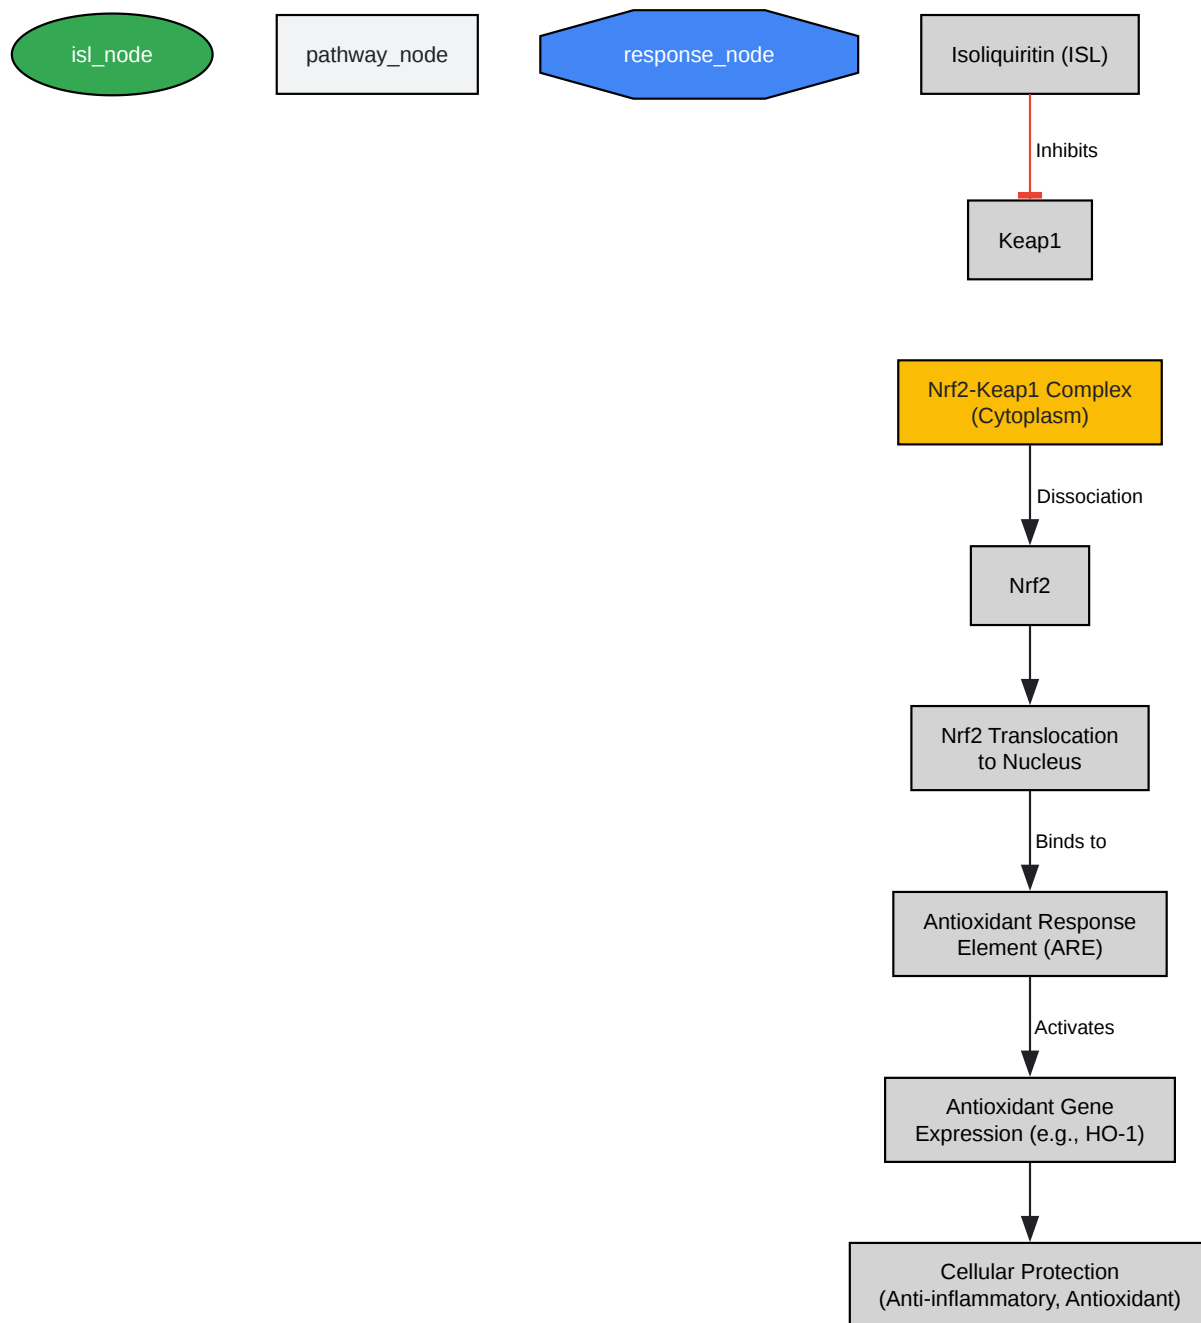 isl_node
pathway_node
response_node
Isoliquiritin (ISL)
Inhibits
Keap1
Nrf2-Keap1 Complex
(Cytoplasm)
Dissociation
Nrf2
Nrf2 Translocation
to Nucleus
Binds to
Antioxidant Response
Element (ARE)
Activates
Antioxidant Gene
Expression (e.g., HO-1)
Cellular Protection
(Anti-inflammatory, Antioxidant)